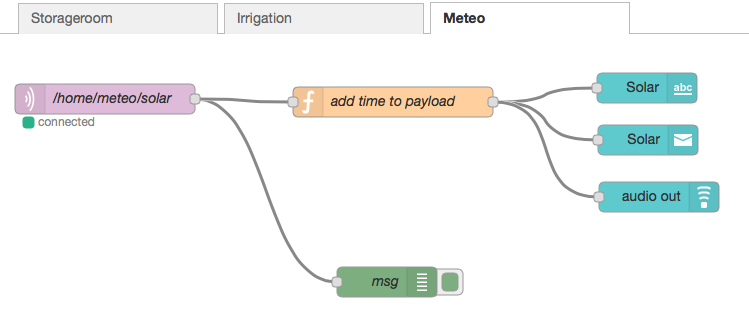 Storageroom
Irrigation
Meteo
/home/meteo/solar
connected
add time to payload
Solar
abc
Solar
audio out
msg